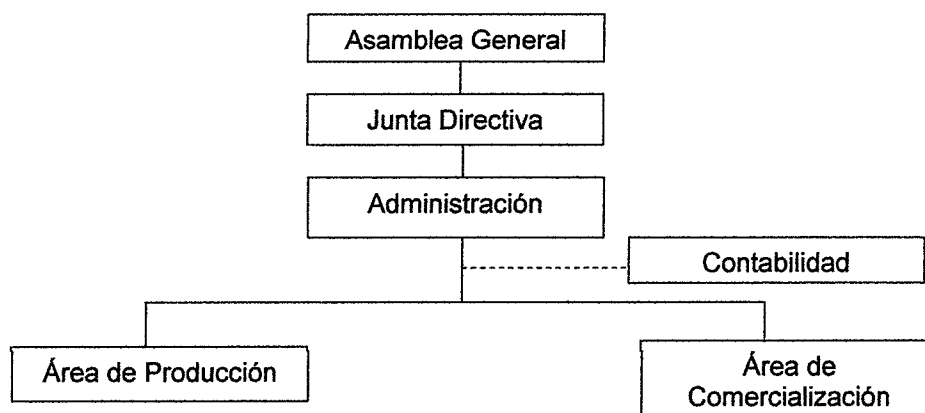 Asamblea General
Junta Directiva
Administración
Contabilidad
Área de Producción
Área de
Comercialización